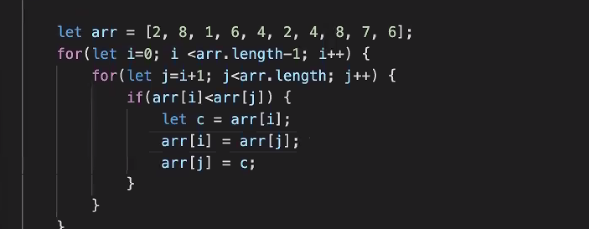 let arr = [2, 8, 1, 6, 4, 2, 4, 8, 7, 6];
for(let i=0; i <arr.length-1; i++) {
for(let j=i+1; j<arr.length; j++) {
if(arr[i]<arr[j]) {
let c = arr[i];
arr[i] = arr[j];
arr[j] = c;
}
}
}